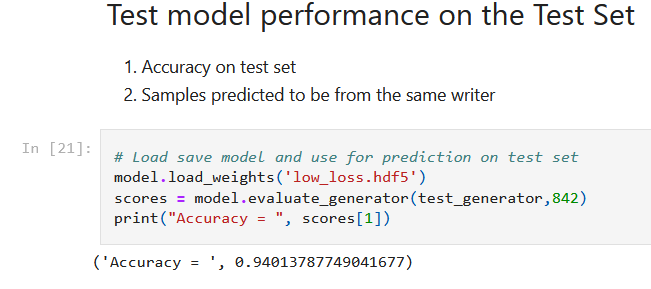 Test model performance on the Test Set
1. Accuracy on test set
2. Samples predicted to be from the same writer
In [21]:
# Load save model and use for prediction on test set
model.load_weights('low_loss.hdf5')
scores = model.evaluate_generator(test_generator,842)
print("Accuracy = ", scores[1])
('Accuracy = ', 0.94013787749041677)